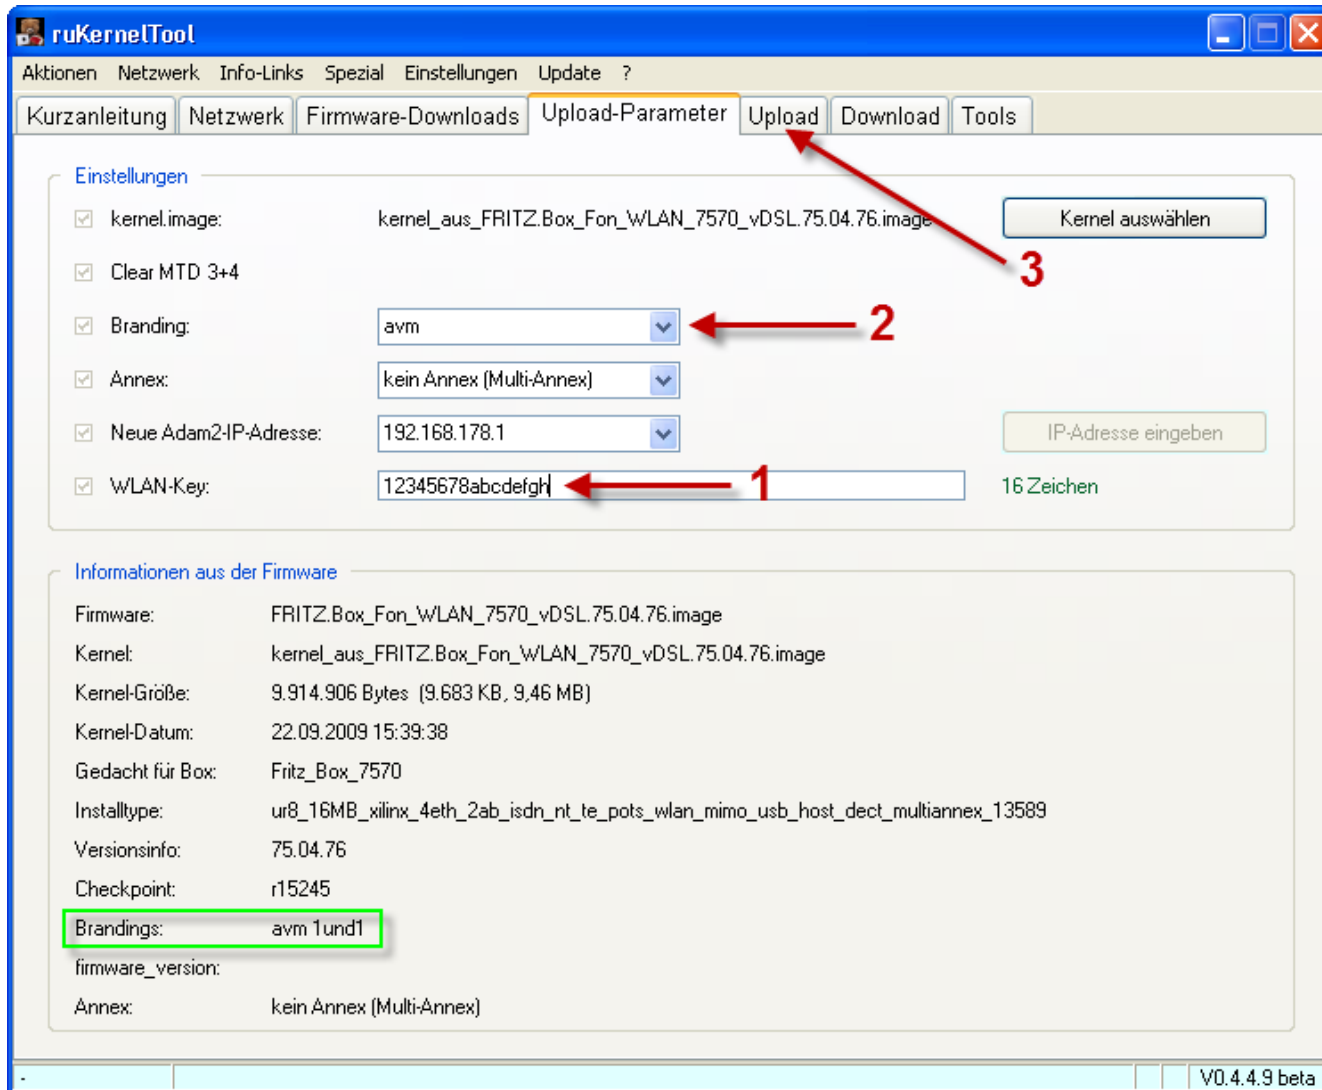 ruKernelTool
Aktionen Netzwerk Info-Links Spezial Einstellungen Update ?
Kurzanleitung Netzwerk Firmware-Downloads Upload-Parameter Upload Download Tools
Einstellungen
kernel.image: kernel_aus_FRITZ.Box_Fon_WLAN_7570_vDSL.75.04.76.image Kernel auswählen
3
Clear MTD 3+4
Branding: avm 2
Annex: kein Annex (Multi-Annex)
Neue Adam2-IP-Adresse: 192.168.178.1 IP-Adresse eingeben
WLAN-Key: 12345678abcdefgh 1 16 Zeichen
Informationen aus der Firmware
Firmware: FRITZ.Box_Fon_WLAN_7570_vDSL.75.04.76.image
Kernel: kernel_aus_FRITZ.Box_Fon_WLAN_7570_vDSL.75.04.76.image
Kernel-Größe: 9.914.906 Bytes (9.683 KB, 9,46 MB)
Kernel-Datum: 22.09.2009 15:39:38
Gedacht für Box: Fritz_Box_7570
Installtype: ur8_16MB_xilinx_4eth_2ab_isdn_nt_te_pots_wlan_mimo_usb_host_dect_multiannex_13589
Versionsinfo: 75.04.76
Checkpoint: r15245
Brandings: avm 1und1
firmware_version:
Annex: kein Annex (Multi-Annex)
- V0.4.4.9 beta